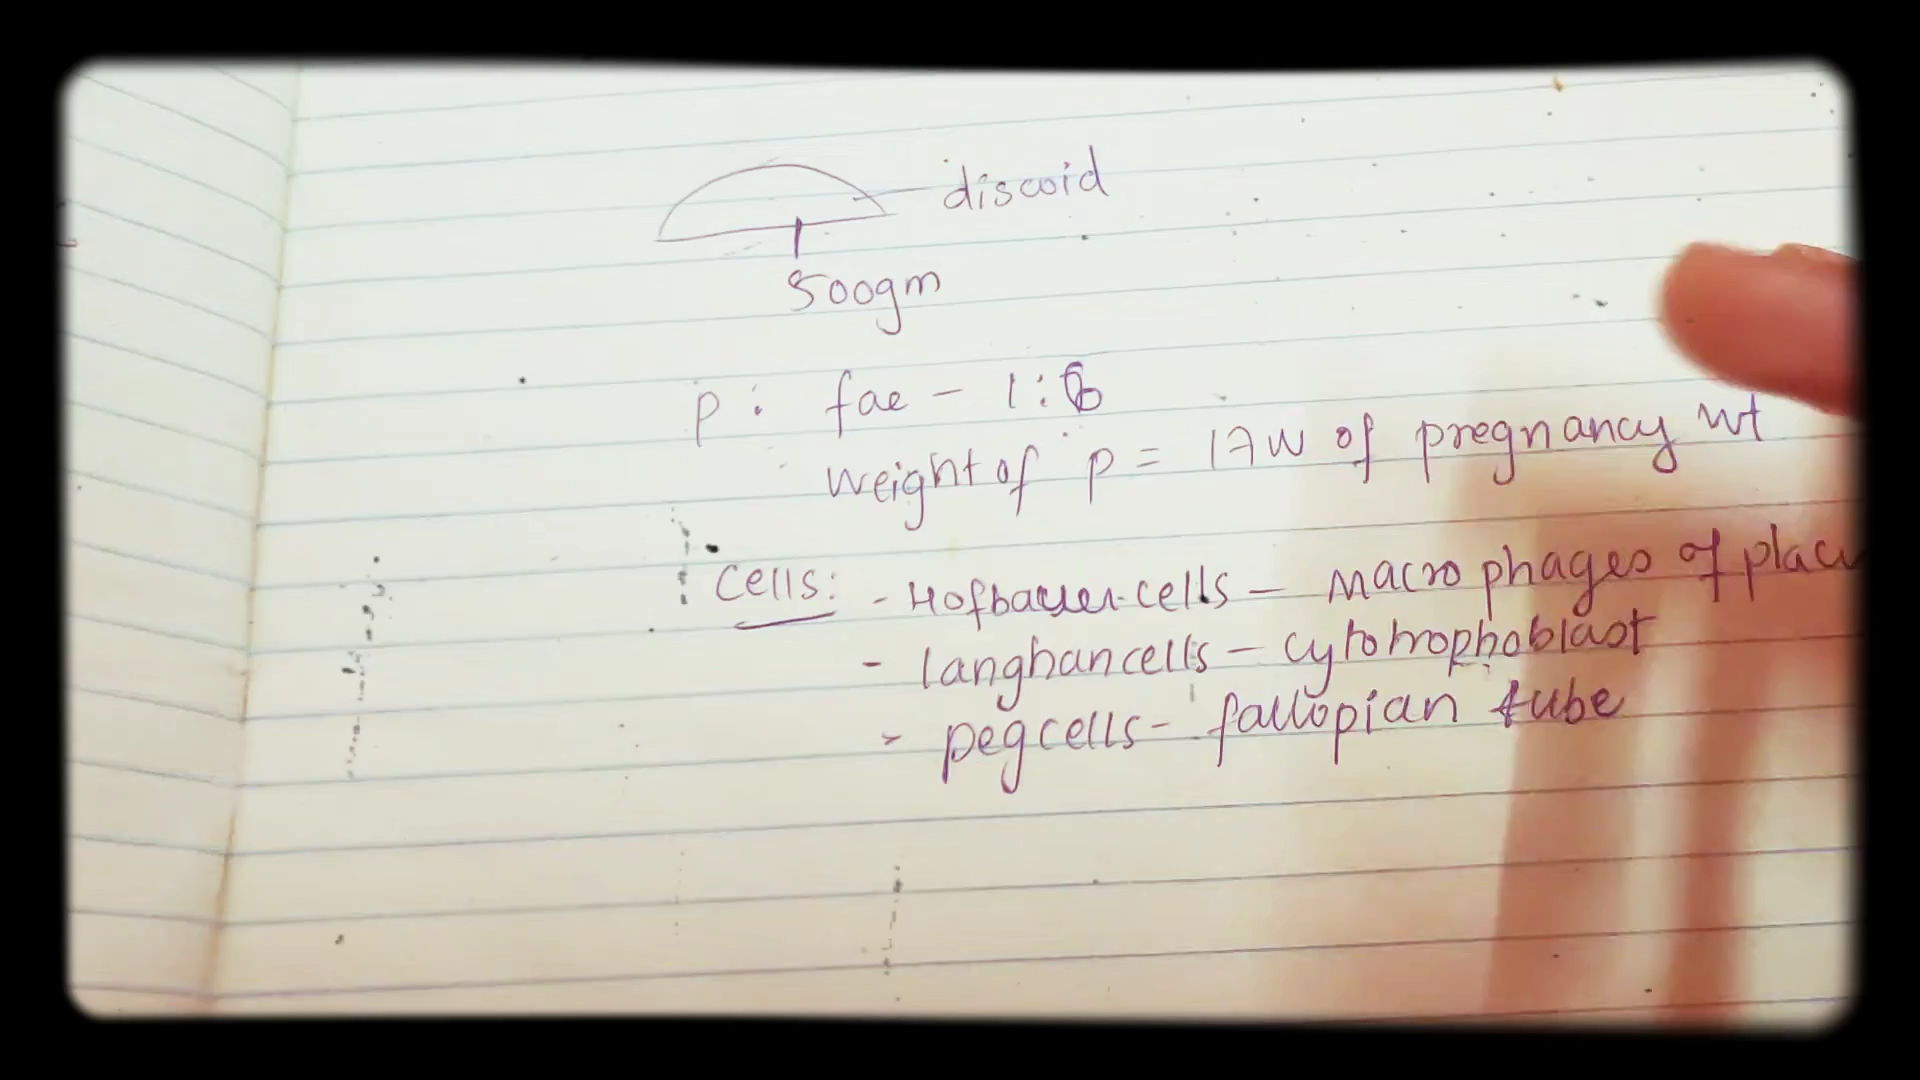 discoid
500gm
p : fae - 1:6
weight of p = 17W of pregnancy wt
Cells: - Hofbauer cells - Macrophages of plac
- langhancells - cytotrophoblast
- pegcells - fallopian tube